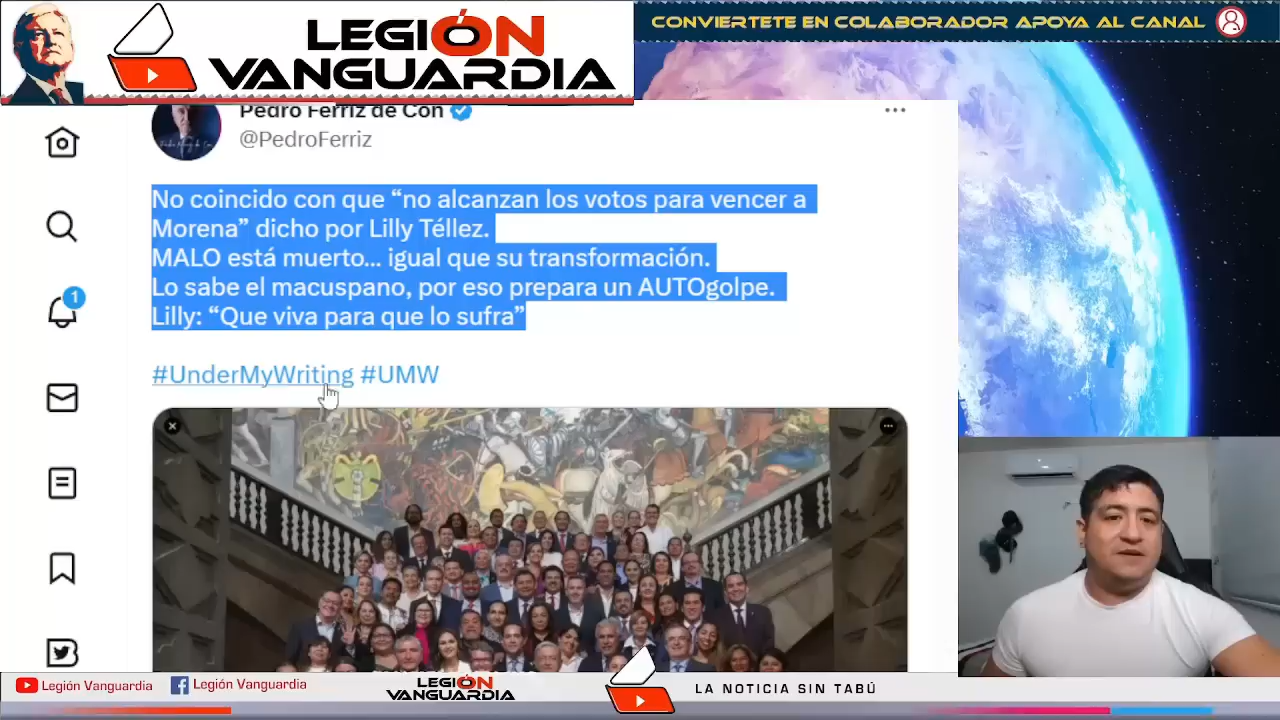 LEGIÓN
VANGUARDIA
CONVIERTETE EN COLABORADOR APOYA AL CANAL
Pedro Ferriz de Con
@PedroFerriz
No coincido con que “no alcanzan los votos para vencer a
Morena” dicho por Lilly Téllez.
MALO está muerto... igual que su transformación.
Lo sabe el macuspano, por eso prepara un AUTOgolpe.
Lilly: “Que viva para que lo sufra”
#UnderMyWriting #UMW
1
Legión Vanguardia
Legión Vanguardia
LEGIÓN
VANGUARDIA
LA NOTICIA SIN TABÚ